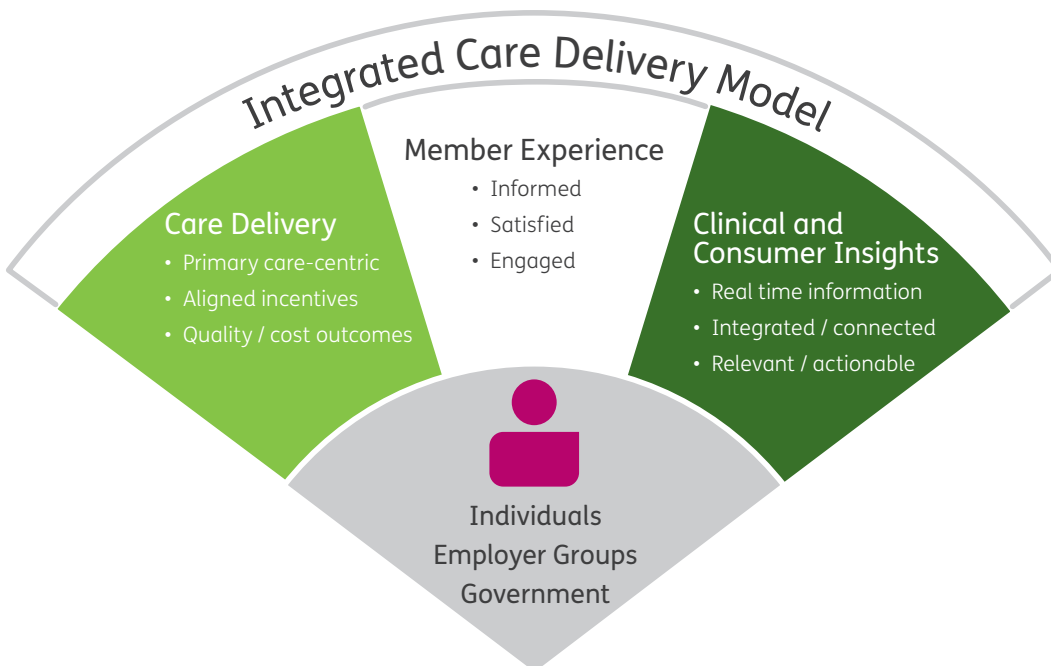 Integrated Care Delivery Model
Care Delivery
• Primary care-centric
• Aligned incentives
• Quality / cost outcomes
Member Experience
• Informed
• Satisfied
• Engaged
Clinical and
Consumer Insights
• Real time information
• Integrated / connected
• Relevant / actionable
Individuals
Employer Groups
Government